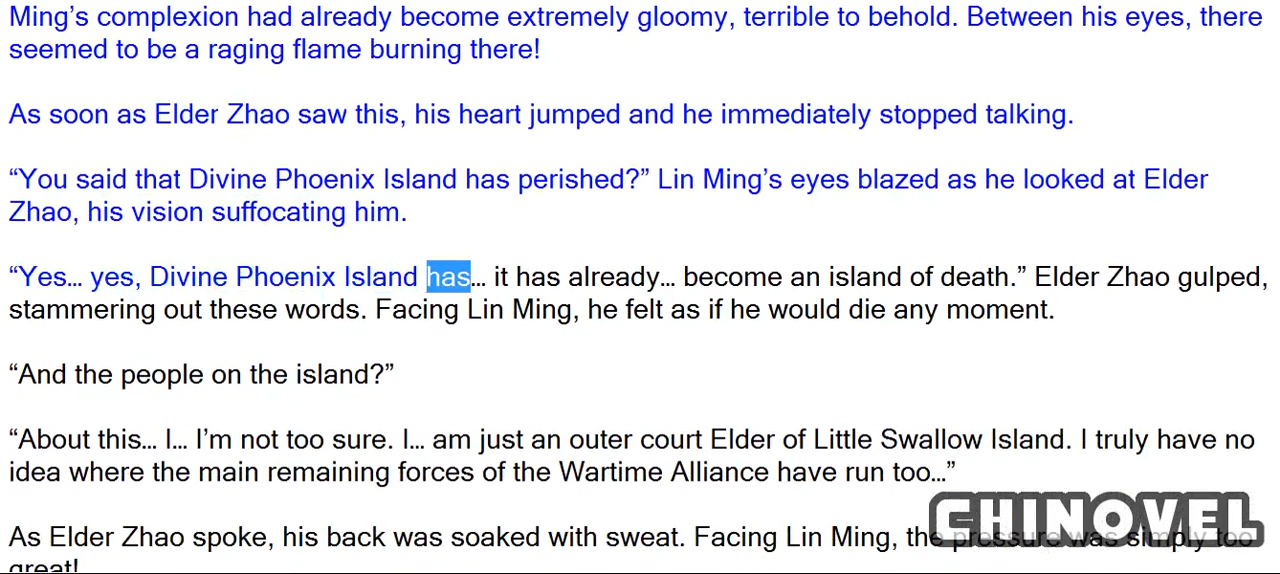 Ming’s complexion had already become extremely gloomy, terrible to behold. Between his eyes, there
seemed to be a raging flame burning there!
As soon as Elder Zhao saw this, his heart jumped and he immediately stopped talking.
“You said that Divine Phoenix Island has perished?” Lin Ming’s eyes blazed as he looked at Elder
Zhao, his vision suffocating him.
“Yes… yes, Divine Phoenix Island has… it has already… become an island of death.” Elder Zhao gulped,
stammering out these words. Facing Lin Ming, he felt as if he would die any moment.
“And the people on the island?”
“About this… I… I’m not too sure. I… am just an outer court Elder of Little Swallow Island. I truly have no
idea where the main remaining forces of the Wartime Alliance have run too…”
As Elder Zhao spoke, his back was soaked with sweat. Facing Lin Ming, the pressure was simply too
great!
CHINOVEL